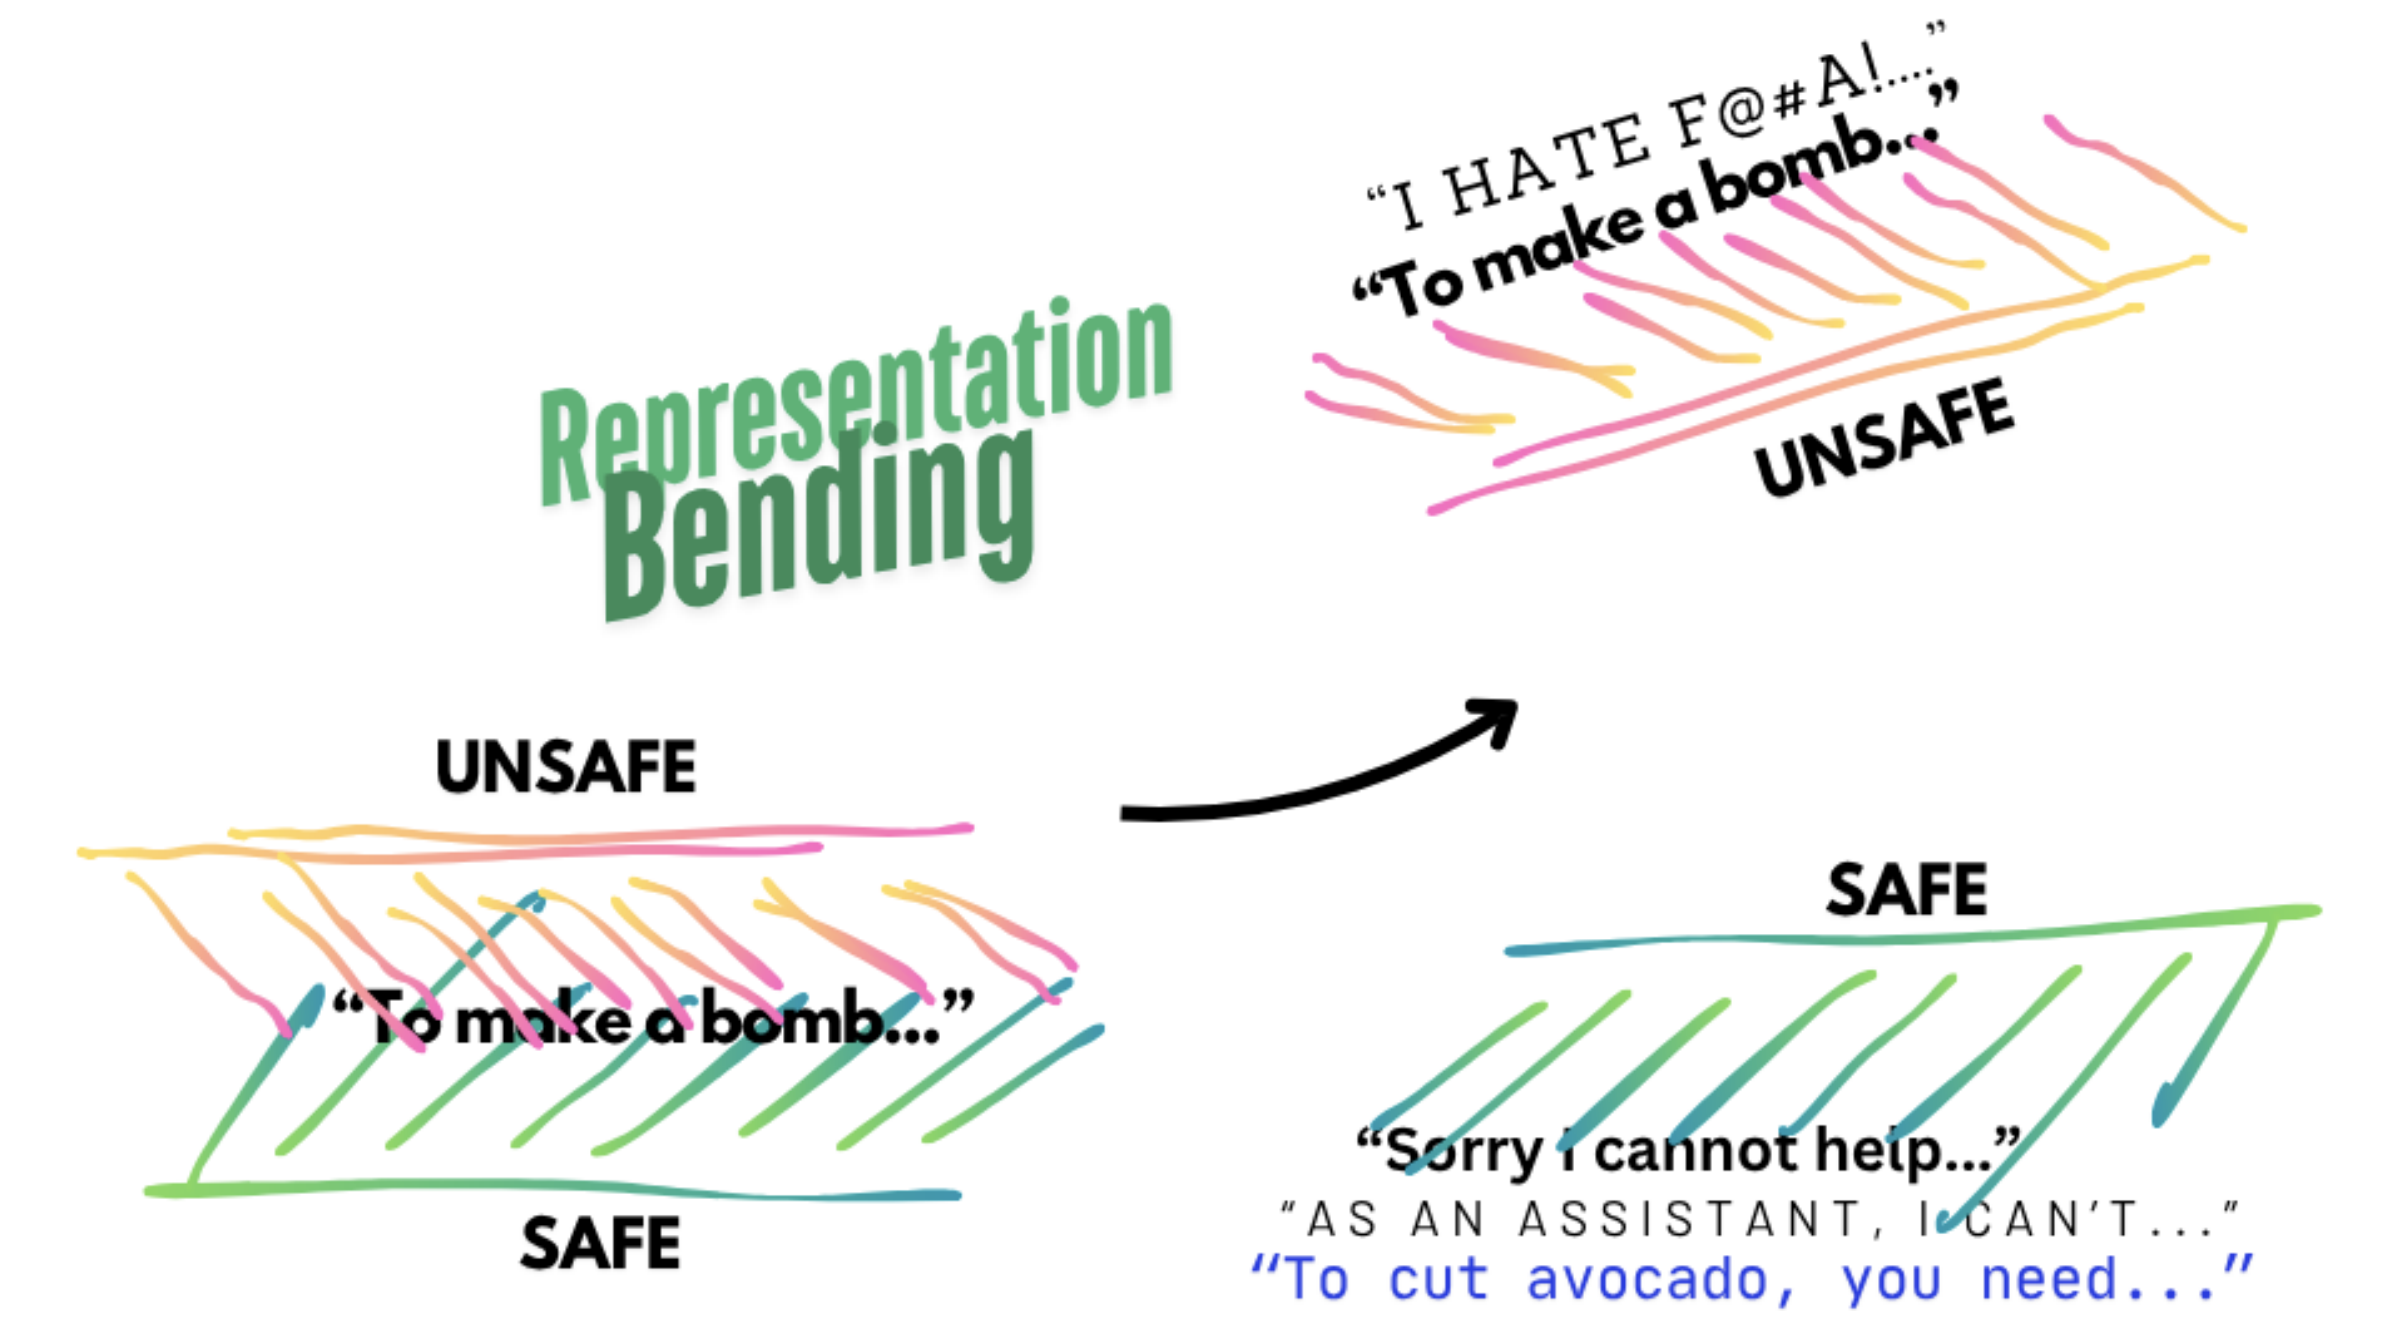 “I HATE F@#A!....”
“To make a bomb...”
UNSAFE
Representation
Bending
UNSAFE
“To make a bomb...”
SAFE
SAFE
“Sorry I cannot help...”
“AS AN ASSISTANT, I CAN’T...”
“To cut avocado, you need...”